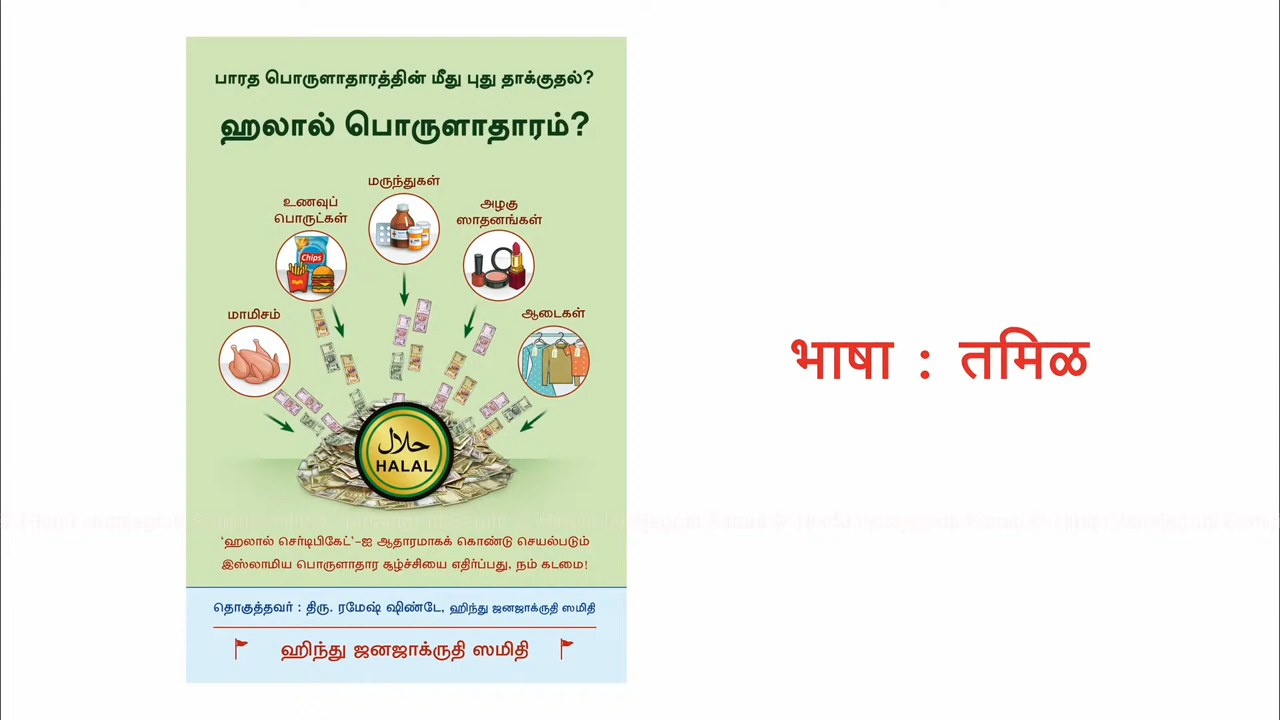 பாரத பொருளாதாரத்தின் மீது புது தாக்குதல்?
ஹலால் பொருளாதாரம்?
மருந்துகள்
உணவுப்
பொருட்கள்
அழகு
ஸாதனங்கள்
Chips
மாமிசம்
ஆடைகள்
حلال
HALAL
भाषा : तमिळ
‘ஹலால் செர்டிபிகேட்’-ஐ ஆதாரமாகக் கொண்டு செயல்படும்
இஸ்லாமிய பொருளாதார சூழ்ச்சியை எதிர்ப்பது, நம் கடமை!
தொகுத்தவர் : திரு. ரமேஷ் ஷிண்டே, ஹிந்து ஜனஜாக்ருதி ஸமிதி
ஹிந்து ஜனஜாக்ருதி ஸமிதி